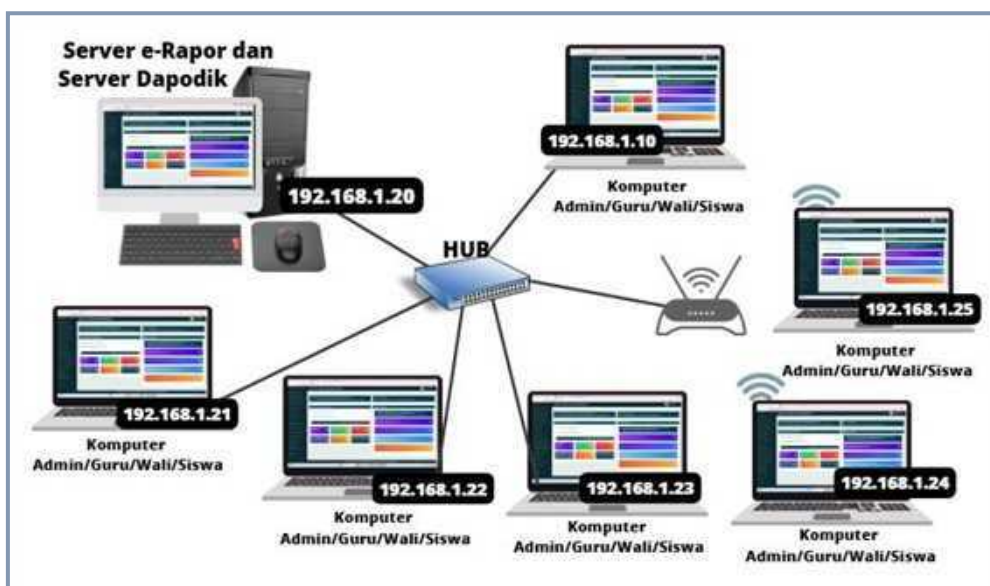 Server e-Rapor dan
Server Dapodik
192.168.1.20
192.168.1.10
Komputer
Admin/Guru/Wali/Siswa
HUB
192.168.1.25
Komputer
Admin/Guru/Wali/Siswa
192.168.1.21
Komputer
Admin/Guru/Wali/Siswa
192.168.1.22
Komputer
Admin/Guru/Wali/Siswa
192.168.1.23
Komputer
Admin/Guru/Wali/Siswa
192.168.1.24
Komputer
Admin/Guru/Wali/Siswa